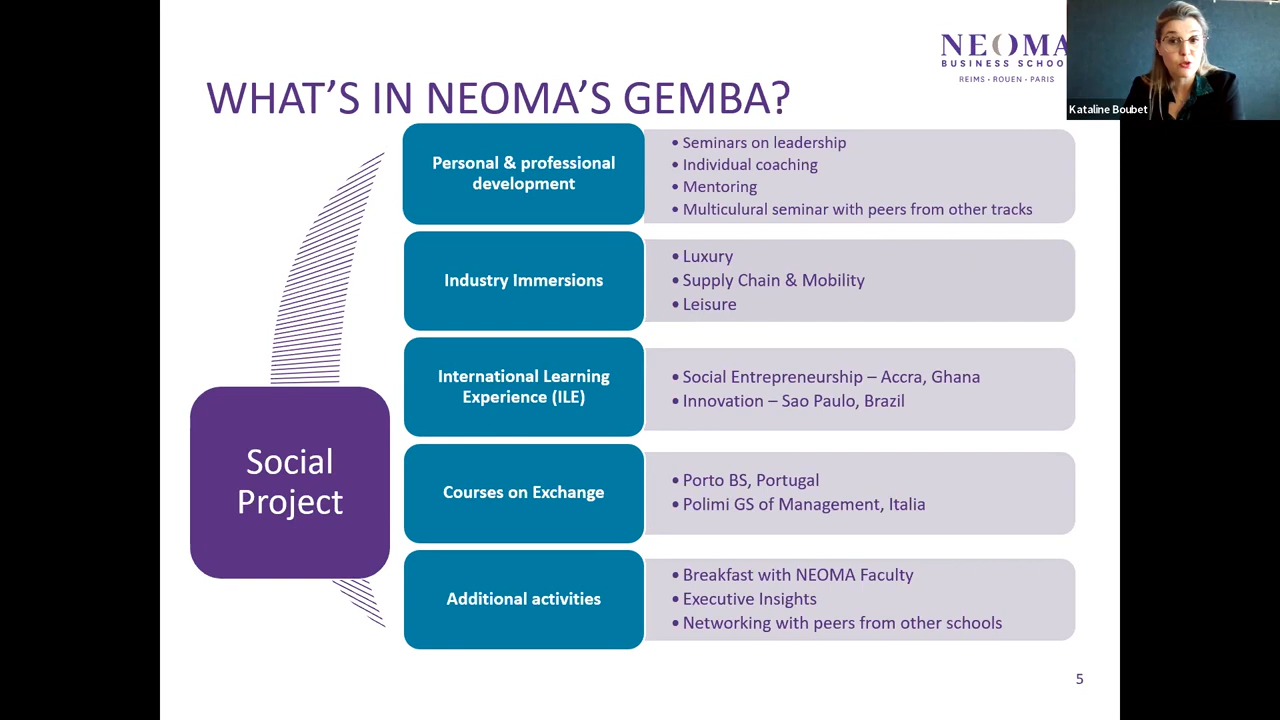 NEOMA
BUSINESS SCHOOL
REIMS • ROUEN • PARIS
Kataline Boubet
WHAT'S IN NEOMA'S GEMBA?
Social
Project
Personal & professional
development
• Seminars on leadership
• Individual coaching
• Mentoring
• Multiculural seminar with peers from other tracks
Industry Immersions
• Luxury
• Supply Chain & Mobility
• Leisure
International Learning
Experience (ILE)
• Social Entrepreneurship – Accra, Ghana
• Innovation – Sao Paulo, Brazil
Courses on Exchange
• Porto BS, Portugal
• Polimi GS of Management, Italia
Additional activities
• Breakfast with NEOMA Faculty
• Executive Insights
• Networking with peers from other schools
5